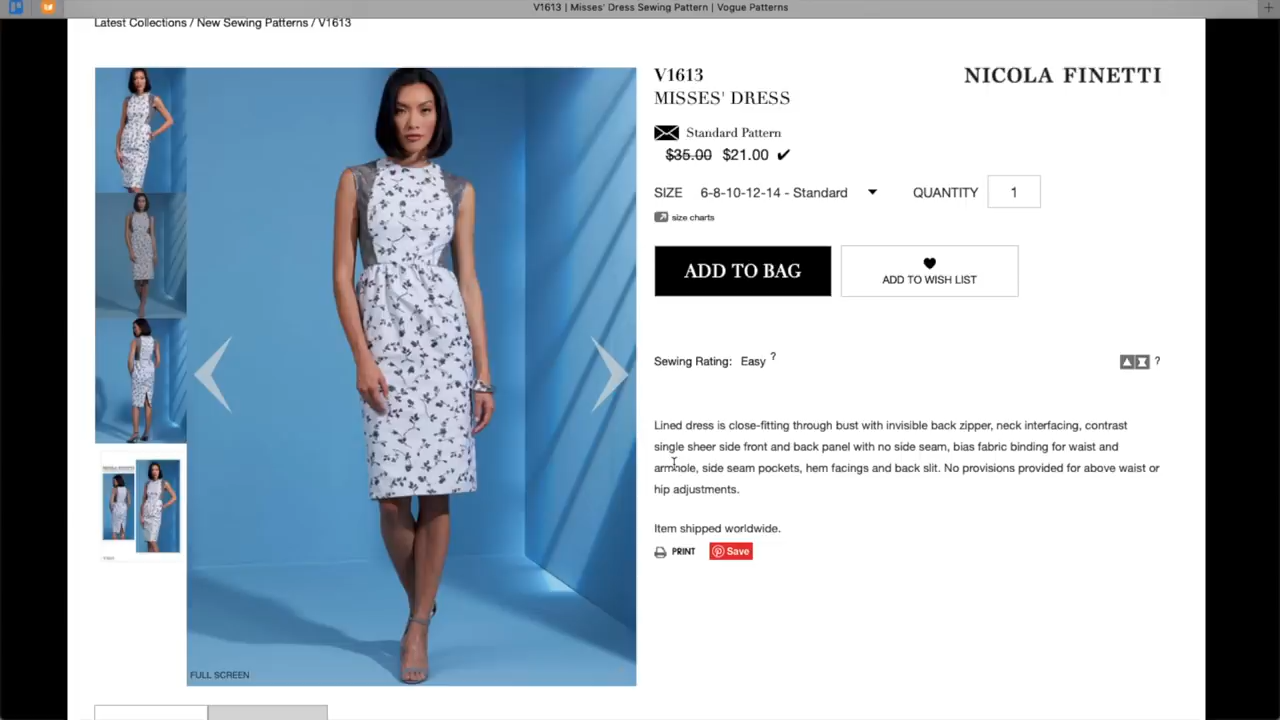 V1613 | Misses' Dress Sewing Pattern | Vogue Patterns
Latest Collections / New Sewing Patterns / V1613
V1613
NICOLA FINETTI
MISSES' DRESS
Standard Pattern
$35.00 $21.00 ✔
SIZE 6-8-10-12-14 - Standard QUANTITY 1
size charts
ADD TO BAG
ADD TO WISH LIST
Sewing Rating: Easy ?
?
Lined dress is close-fitting through bust with invisible back zipper, neck interfacing, contrast
single sheer side front and back panel with no side seam, bias fabric binding for waist and
armhole, side seam pockets, hem facings and back slit. No provisions provided for above waist or
hip adjustments.
Item shipped worldwide.
PRINT Save
FULL SCREEN